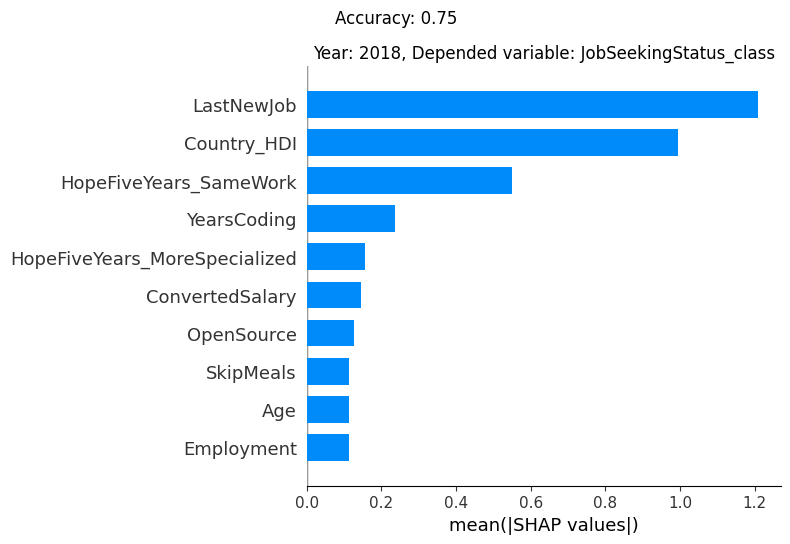 Accuracy: 0.75
Year: 2018, Depended variable: JobSeekingStatus_class
LastNewJob
Country_HDI
HopeFiveYears_SameWork
YearsCoding
HopeFiveYears_MoreSpecialized
ConvertedSalary
OpenSource
SkipMeals
Age
Employment
0.0 0.2 0.4 0.6 0.8 1.0 1.2
mean(|SHAP values|)